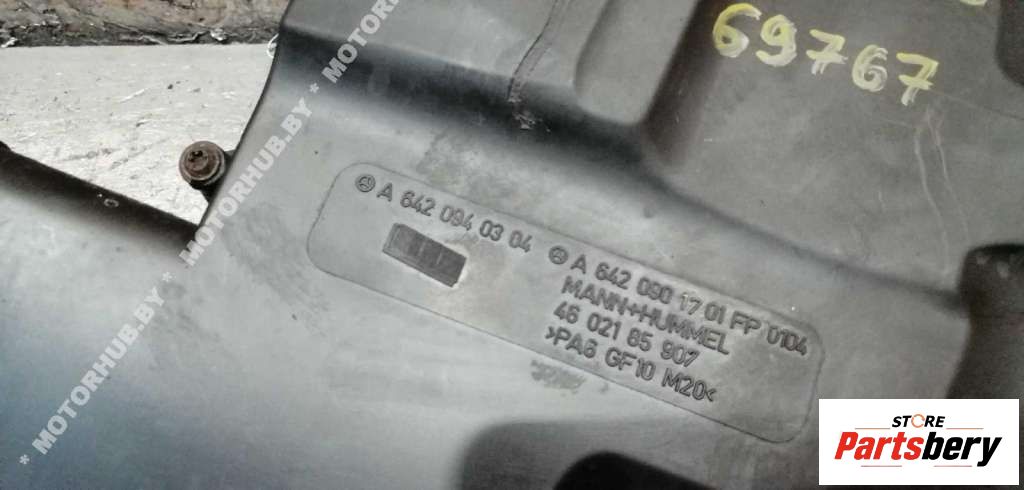 69767
* MOTORHUB.BY * MOTORHUB.BY * MOTORHUB.BY *
A 642 094 03 04
A 642 090 17 01 FP 0104
MANN+HUMMEL
46 021 85 907
>PA6 GF10 M20<
STORE
Partsbery